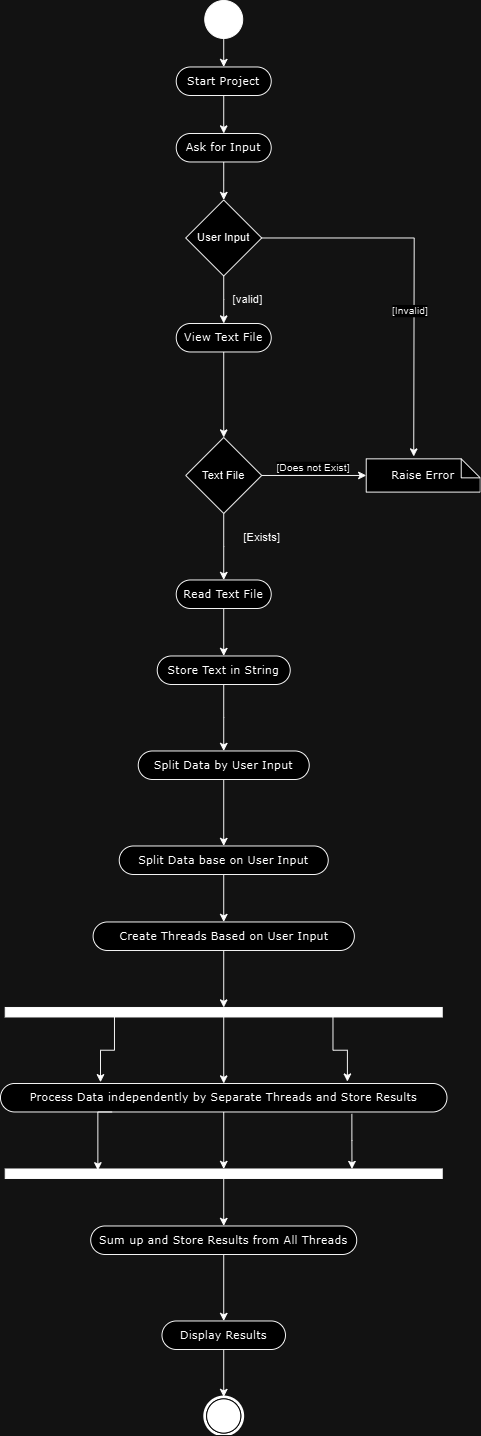 Start Project
Ask for Input
User Input
[valid]
[Invalid]
View Text File
Text File
[Does not Exist]
Raise Error
[Exists]
Read Text File
Store Text in String
Split Data by User Input
Split Data base on User Input
Create Threads Based on User Input
Process Data independently by Separate Threads and Store Results
Sum up and Store Results from All Threads
Display Results